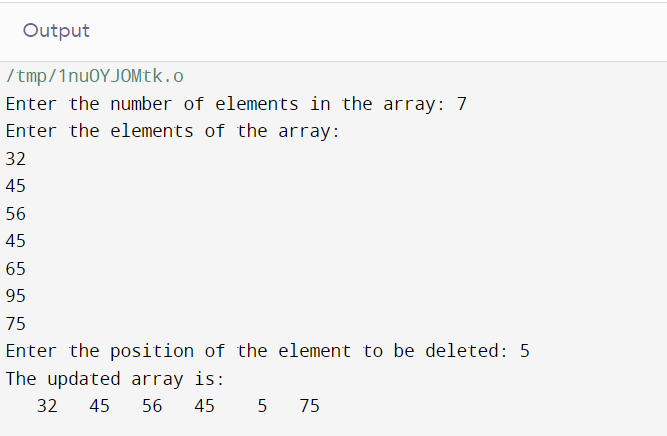 Output
/tmp/1nuOYJOMtk.o
Enter the number of elements in the array: 7
Enter the elements of the array:
32
45
56
45
65
95
75
Enter the position of the element to be deleted: 5
The updated array is:
32 45 56 45 5 75